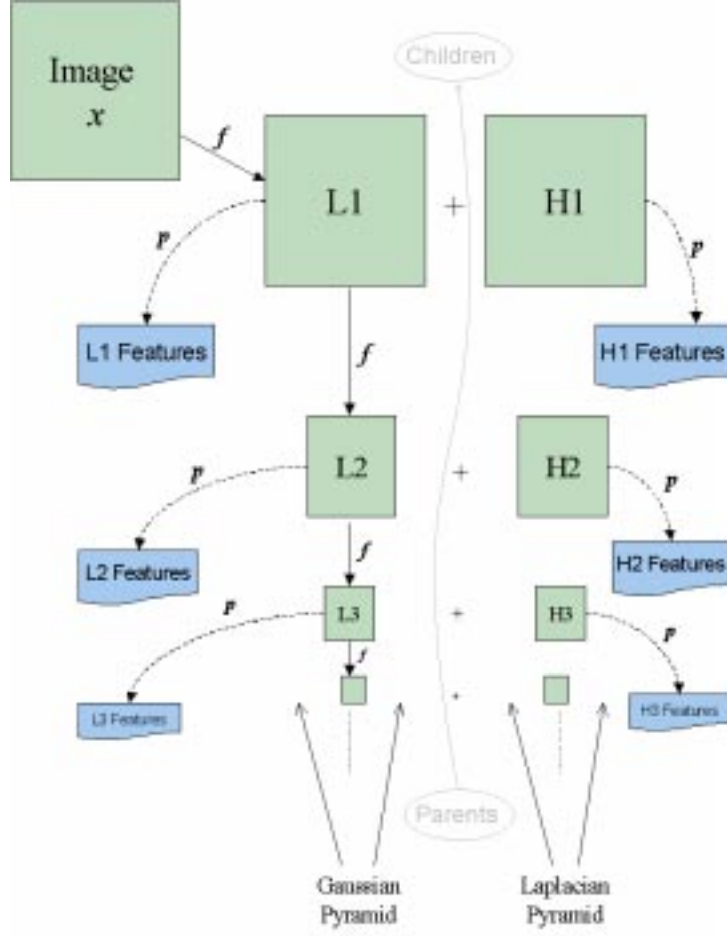 Children
Image
x
f
L1
+
H1
p
p
L1 Features
H1 Features
f
L2
+
H2
p
p
L2 Features
H2 Features
f
L3
+
H3
p
p
f
+
L3 Features
H3 Features
Parents
Gaussian
Pyramid
Laplacian
Pyramid